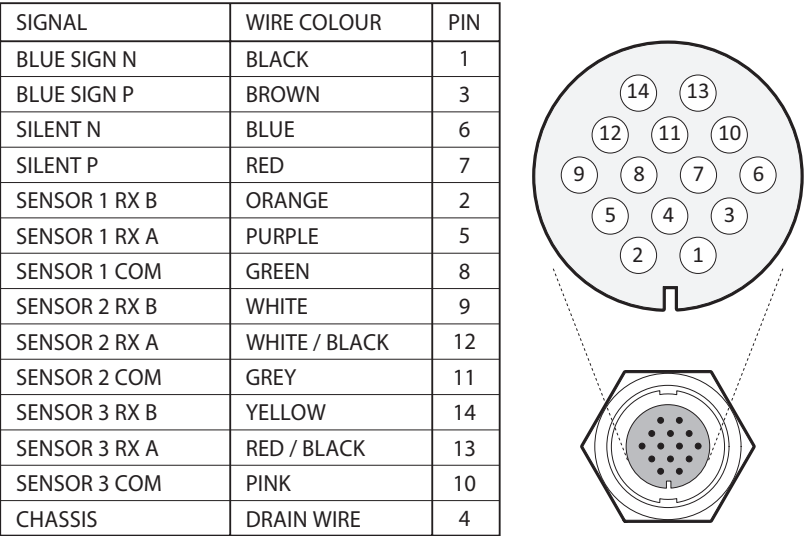 SIGNAL WIRE COLOUR PIN
BLUE SIGN N BLACK 1
BLUE SIGN P BROWN 3
SILENT N BLUE 6
SILENT P RED 7
SENSOR 1 RX B ORANGE 2
SENSOR 1 RX A PURPLE 5
SENSOR 1 COM GREEN 8
SENSOR 2 RX B WHITE 9
SENSOR 2 RX A WHITE / BLACK 12
SENSOR 2 COM GREY 11
SENSOR 3 RX B YELLOW 14
SENSOR 3 RX A RED / BLACK 13
SENSOR 3 COM PINK 10
CHASSIS DRAIN WIRE 4
14 13
12 11 10
9 8 7 6
5 4 3
2 1